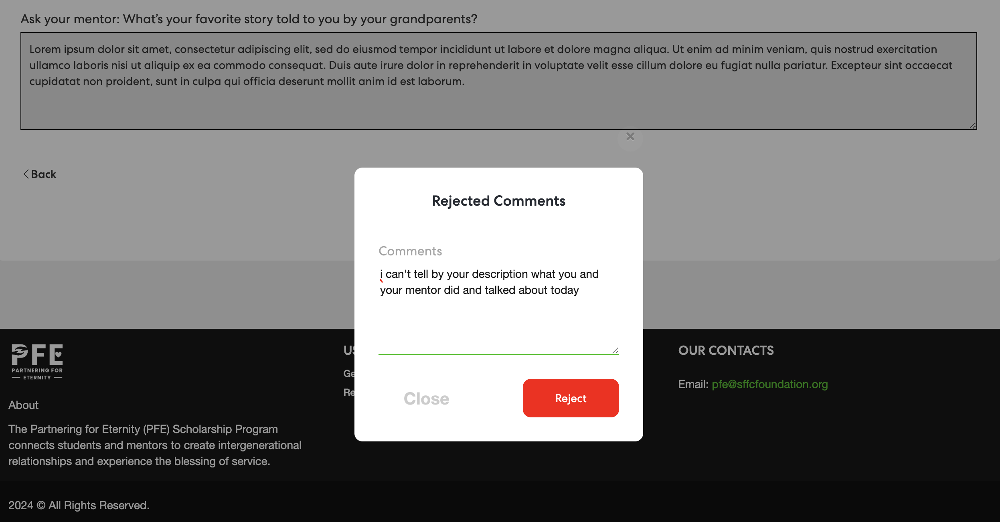 Ask your mentor: What’s your favorite story told to you by your grandparents?
Lorem ipsum dolor sit amet, consectetur adipiscing elit, sed do eiusmod tempor incididunt ut labore et dolore magna aliqua. Ut enim ad minim veniam, quis nostrud exercitation
ullamco laboris nisi ut aliquip ex ea commodo consequat. Duis aute irure dolor in reprehenderit in voluptate velit esse cillum dolore eu fugiat nulla pariatur. Excepteur sint occaecat
cupidatat non proident, sunt in culpa qui officia deserunt mollit anim id est laborum.
Back
Rejected Comments
Comments
i can't tell by your description what you and
your mentor did and talked about today
Close
Reject
PFE
PARTNERING FOR
ETERNITY
About
The Partnering for Eternity (PFE) Scholarship Program
connects students and mentors to create intergenerational
relationships and experience the blessing of service.
OUR CONTACTS
Email: pfe@sffcfoundation.org
2024 © All Rights Reserved.